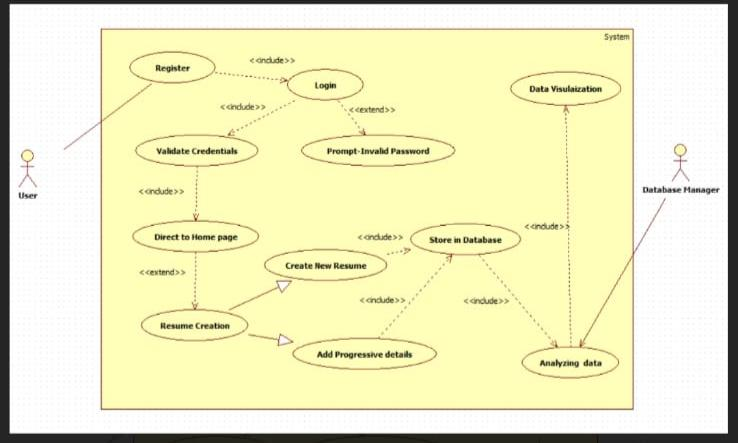 System
<<include>>
Register
Login
Data Visulaization
<<include>>
<<extend>>
Validate Credentials
Prompt-Invalid Password
User
Database Manager
<<include>>
<<include>>
Direct to Home page
<<include>>
Store in Database
Create New Resume
<<extend>>
<<include>>
<<include>>
Resume Creation
Add Progressive details
Analyzing data